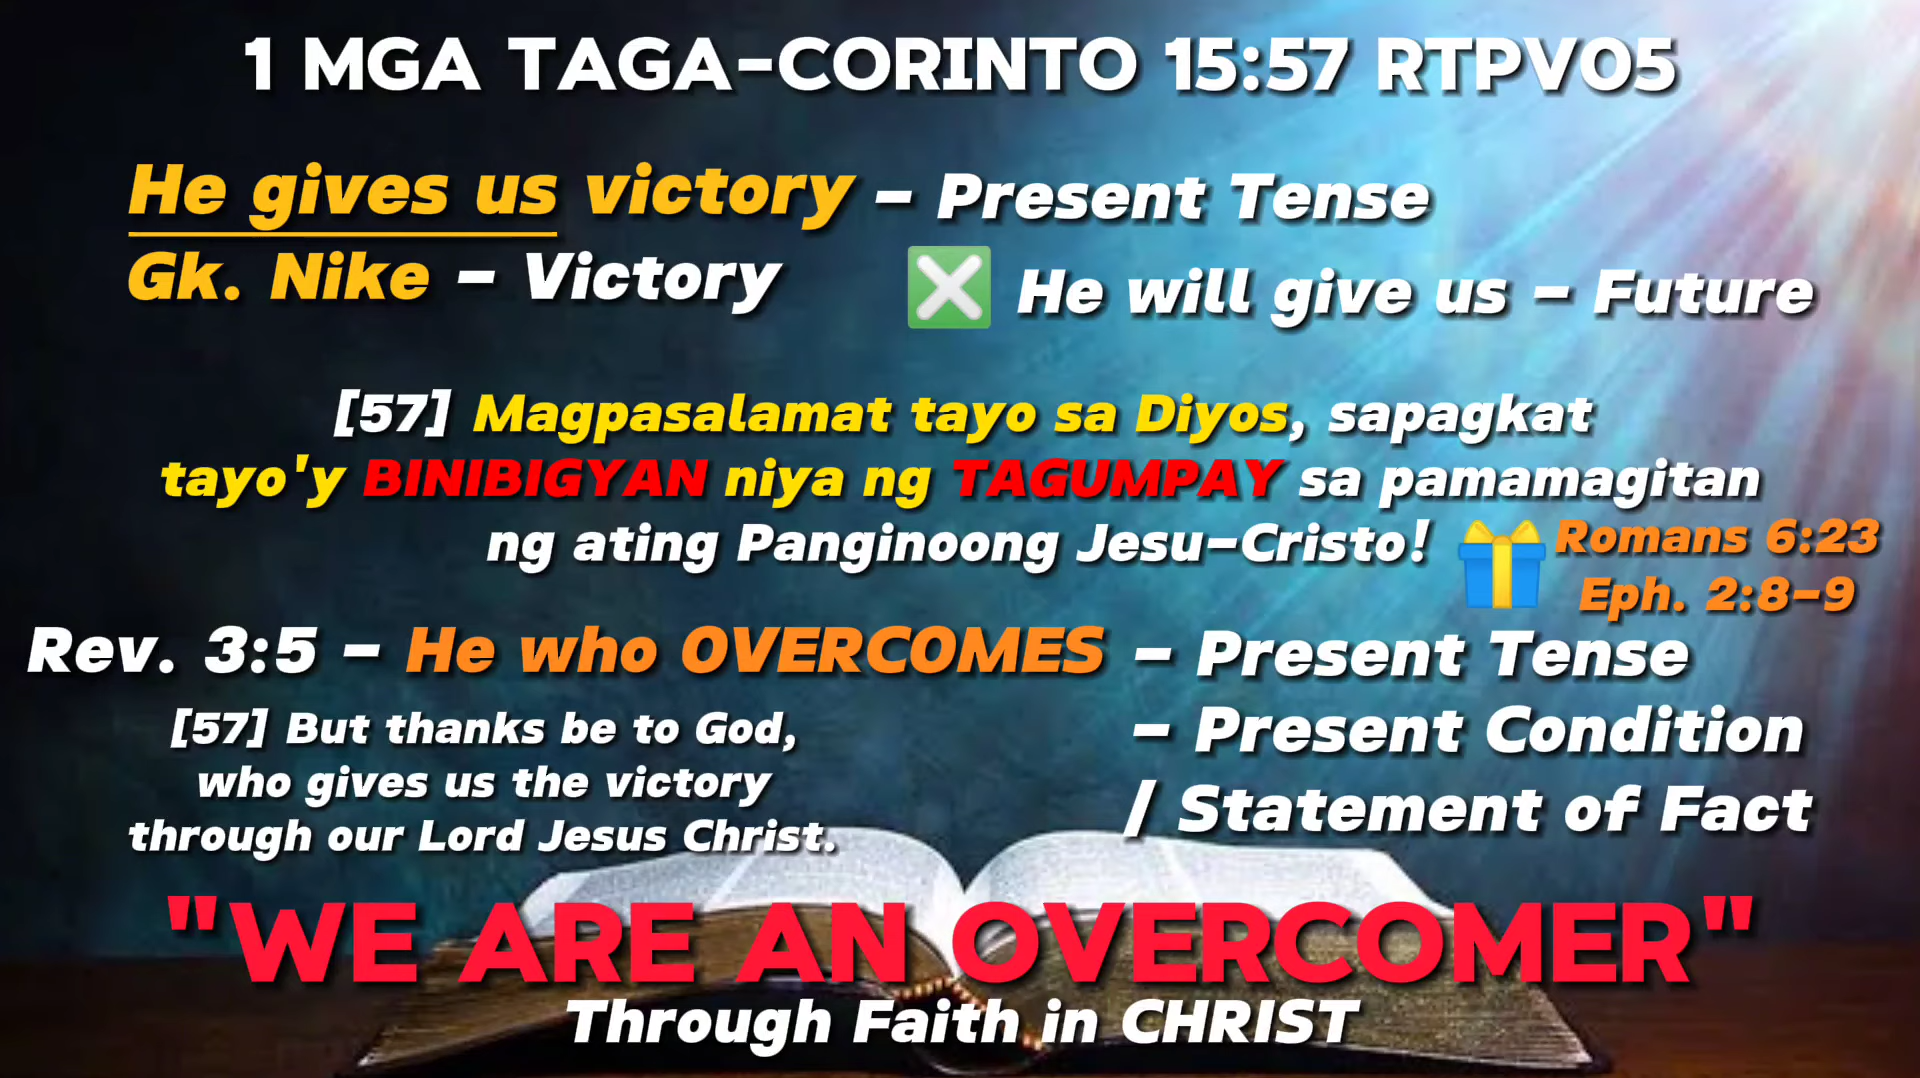 1 MGA TAGA-CORINTO 15:57 RTPV05
He gives us victory - Present Tense
Gk. Nike - Victory
He will give us - Future
[57] Magpasalamat tayo sa Diyos, sapagkat
tayo'y BINIBIGYAN niya ng TAGUMPAY sa pamamagitan
ng ating Panginoong Jesu-Cristo!
Romans 6:23
Eph. 2:8-9
Rev. 3:5 - He who OVERCOMES - Present Tense
- Present Condition
/ Statement of Fact
[57] But thanks be to God,
who gives us the victory
through our Lord Jesus Christ.
"WE ARE AN OVERCOMER"
Through Faith in CHRIST